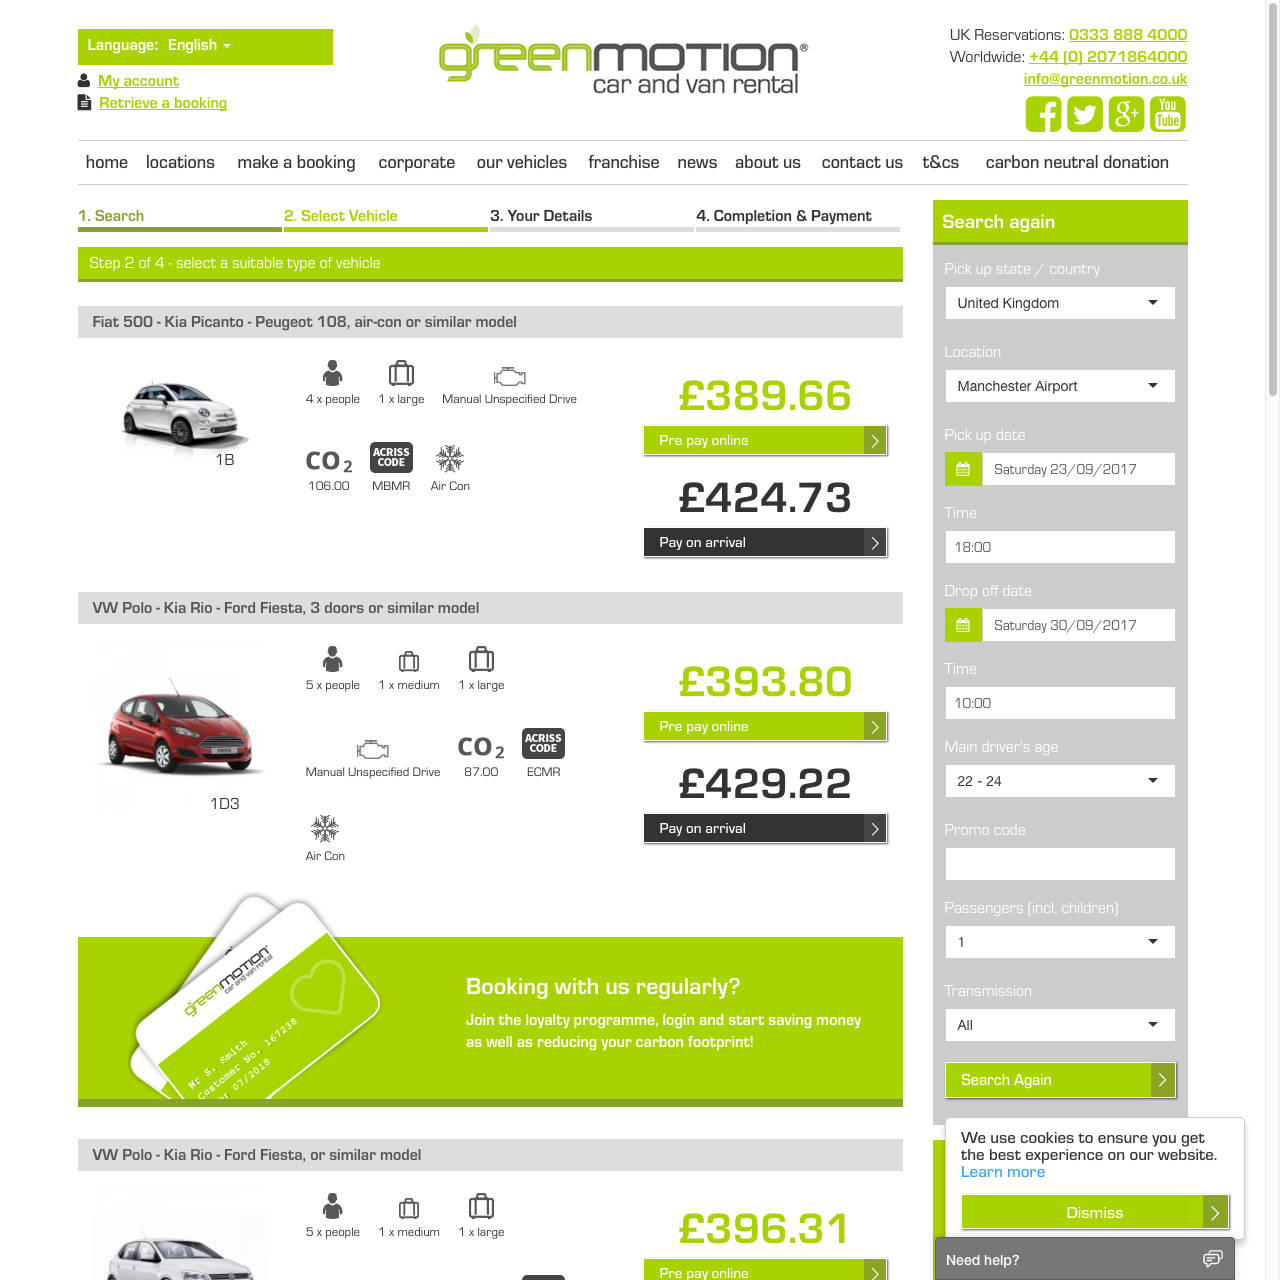 Language: English
My account
Retrieve a booking
greenmotion®
car and van rental
UK Reservations: 0333 888 4000
Worldwide: +44 (0) 2071864000
info@greenmotion.co.uk
You
Tube
home locations make a booking corporate our vehicles franchise news about us contact us t&cs carbon neutral donation
1. Search 2. Select Vehicle 3. Your Details 4. Completion & Payment
Step 2 of 4 - select a suitable type of vehicle
Fiat 500 - Kia Picanto - Peugeot 108, air-con or similar model
1B
4 x people 1 x large Manual Unspecified Drive
CO2 ACRISS CODE
106.00 MBMR Air Con
£389.66
Pre pay online
£424.73
Pay on arrival
VW Polo - Kia Rio - Ford Fiesta, 3 doors or similar model
1D3
5 x people 1 x medium 1 x large
CO2 ACRISS CODE
Manual Unspecified Drive 87.00 ECMR
Air Con
£393.80
Pre pay online
£429.22
Pay on arrival
greenmotion
car and van rental
Mr S. Smith
Customer No. 167238
07/2018
Booking with us regularly?
Join the loyalty programme, login and start saving money
as well as reducing your carbon footprint!
VW Polo - Kia Rio - Ford Fiesta, or similar model
5 x people 1 x medium 1 x large
£396.31
Pre pay online
Search again
Pick up state / country
United Kingdom
Location
Manchester Airport
Pick up date
Saturday 23/09/2017
Time
18:00
Drop off date
Saturday 30/09/2017
Time
10:00
Main driver's age
22 - 24
Promo code
Passengers (incl. children)
1
Transmission
All
Search Again
We use cookies to ensure you get
the best experience on our website.
Learn more
Dismiss
Need help?